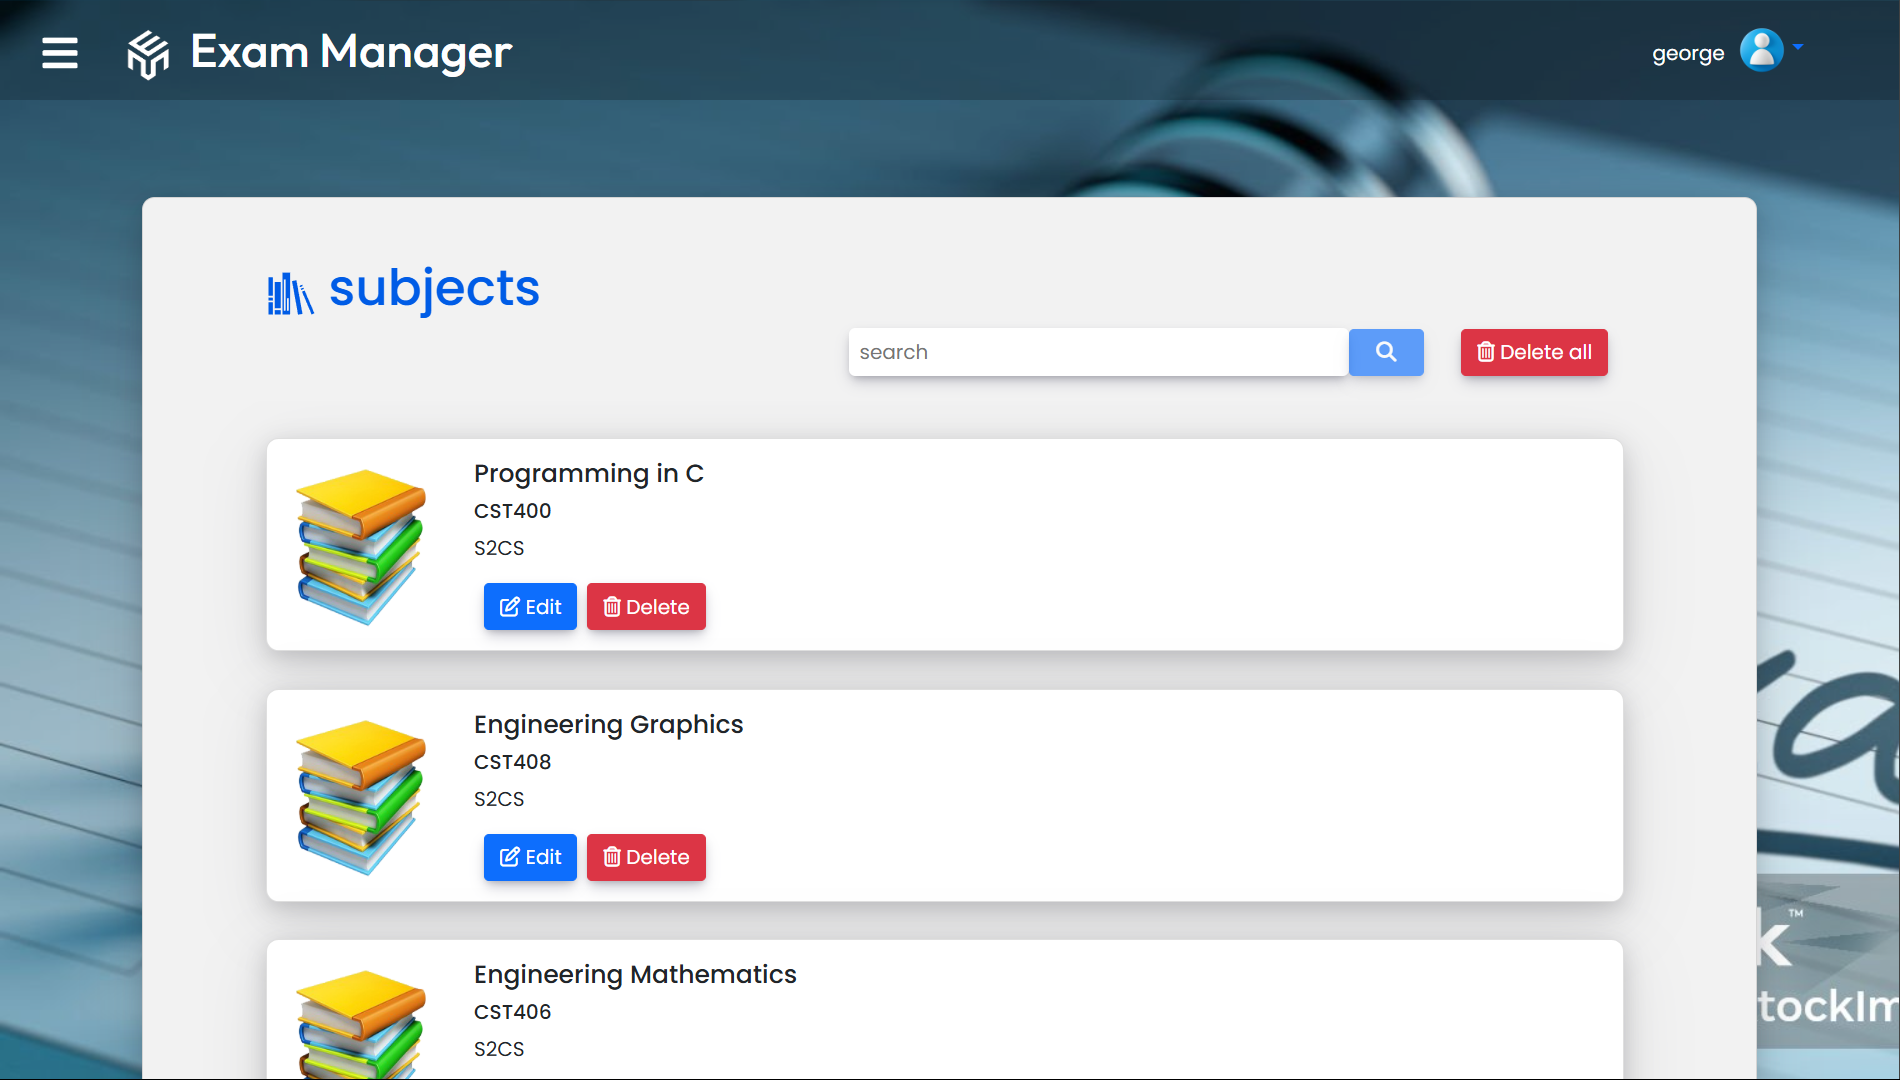 Exam Manager
george
subjects
search
Delete all
Programming in C
CST400
S2CS
Edit
Delete
Engineering Graphics
CST408
S2CS
Edit
Delete
k™
tockIm
Engineering Mathematics
CST406
S2CS